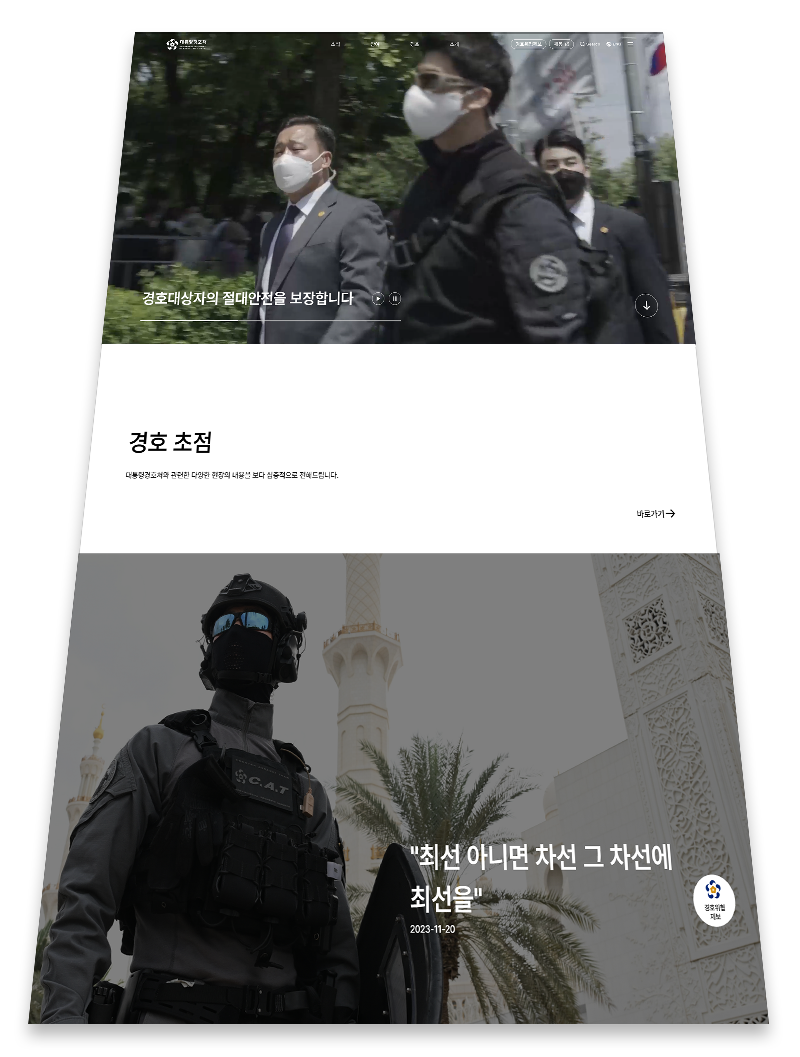 대통령경호처
경호대상자의 절대안전을 보장합니다
경호 초점
대통령경호처와 관련한 다양한 현장의 내용을 보다 심층적으로 전해드립니다.
바로가기
C.A.T
"최선 아니면 차선 그 차선에
최선을"
2023-11-20
경호위협
제보